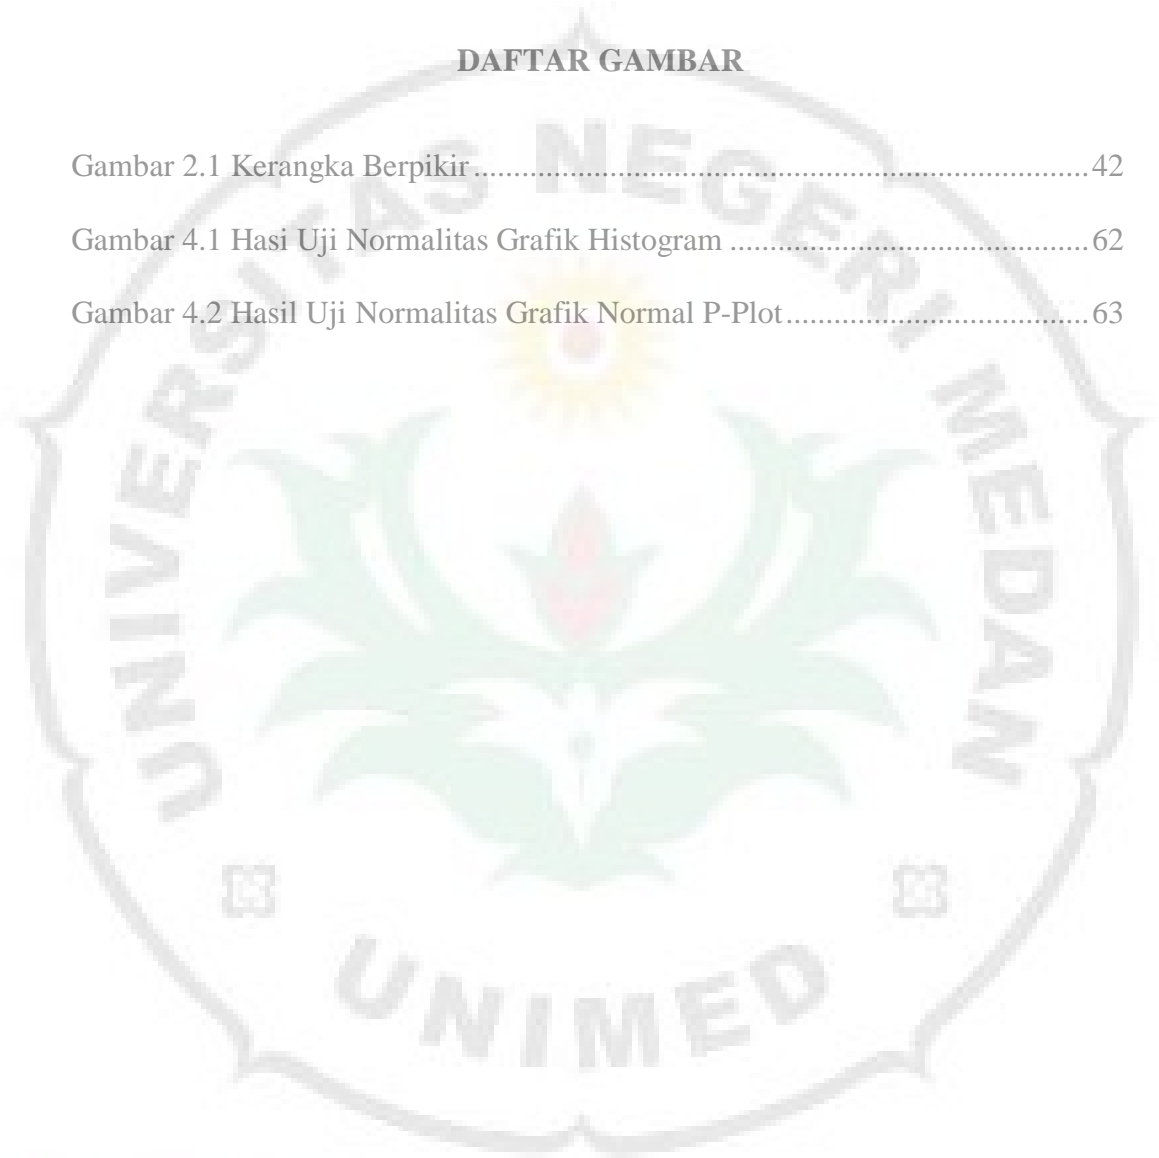 DAFTAR GAMBAR
Gambar 2.1 Kerangka Berpikir.................................................................42
Gambar 4.1 Hasi Uji Normalitas Grafik Histogram ......................................62
Gambar 4.2 Hasil Uji Normalitas Grafik Normal P-Plot................................63
UNIVERSITAS NEGERI MEDAN
UNIMED